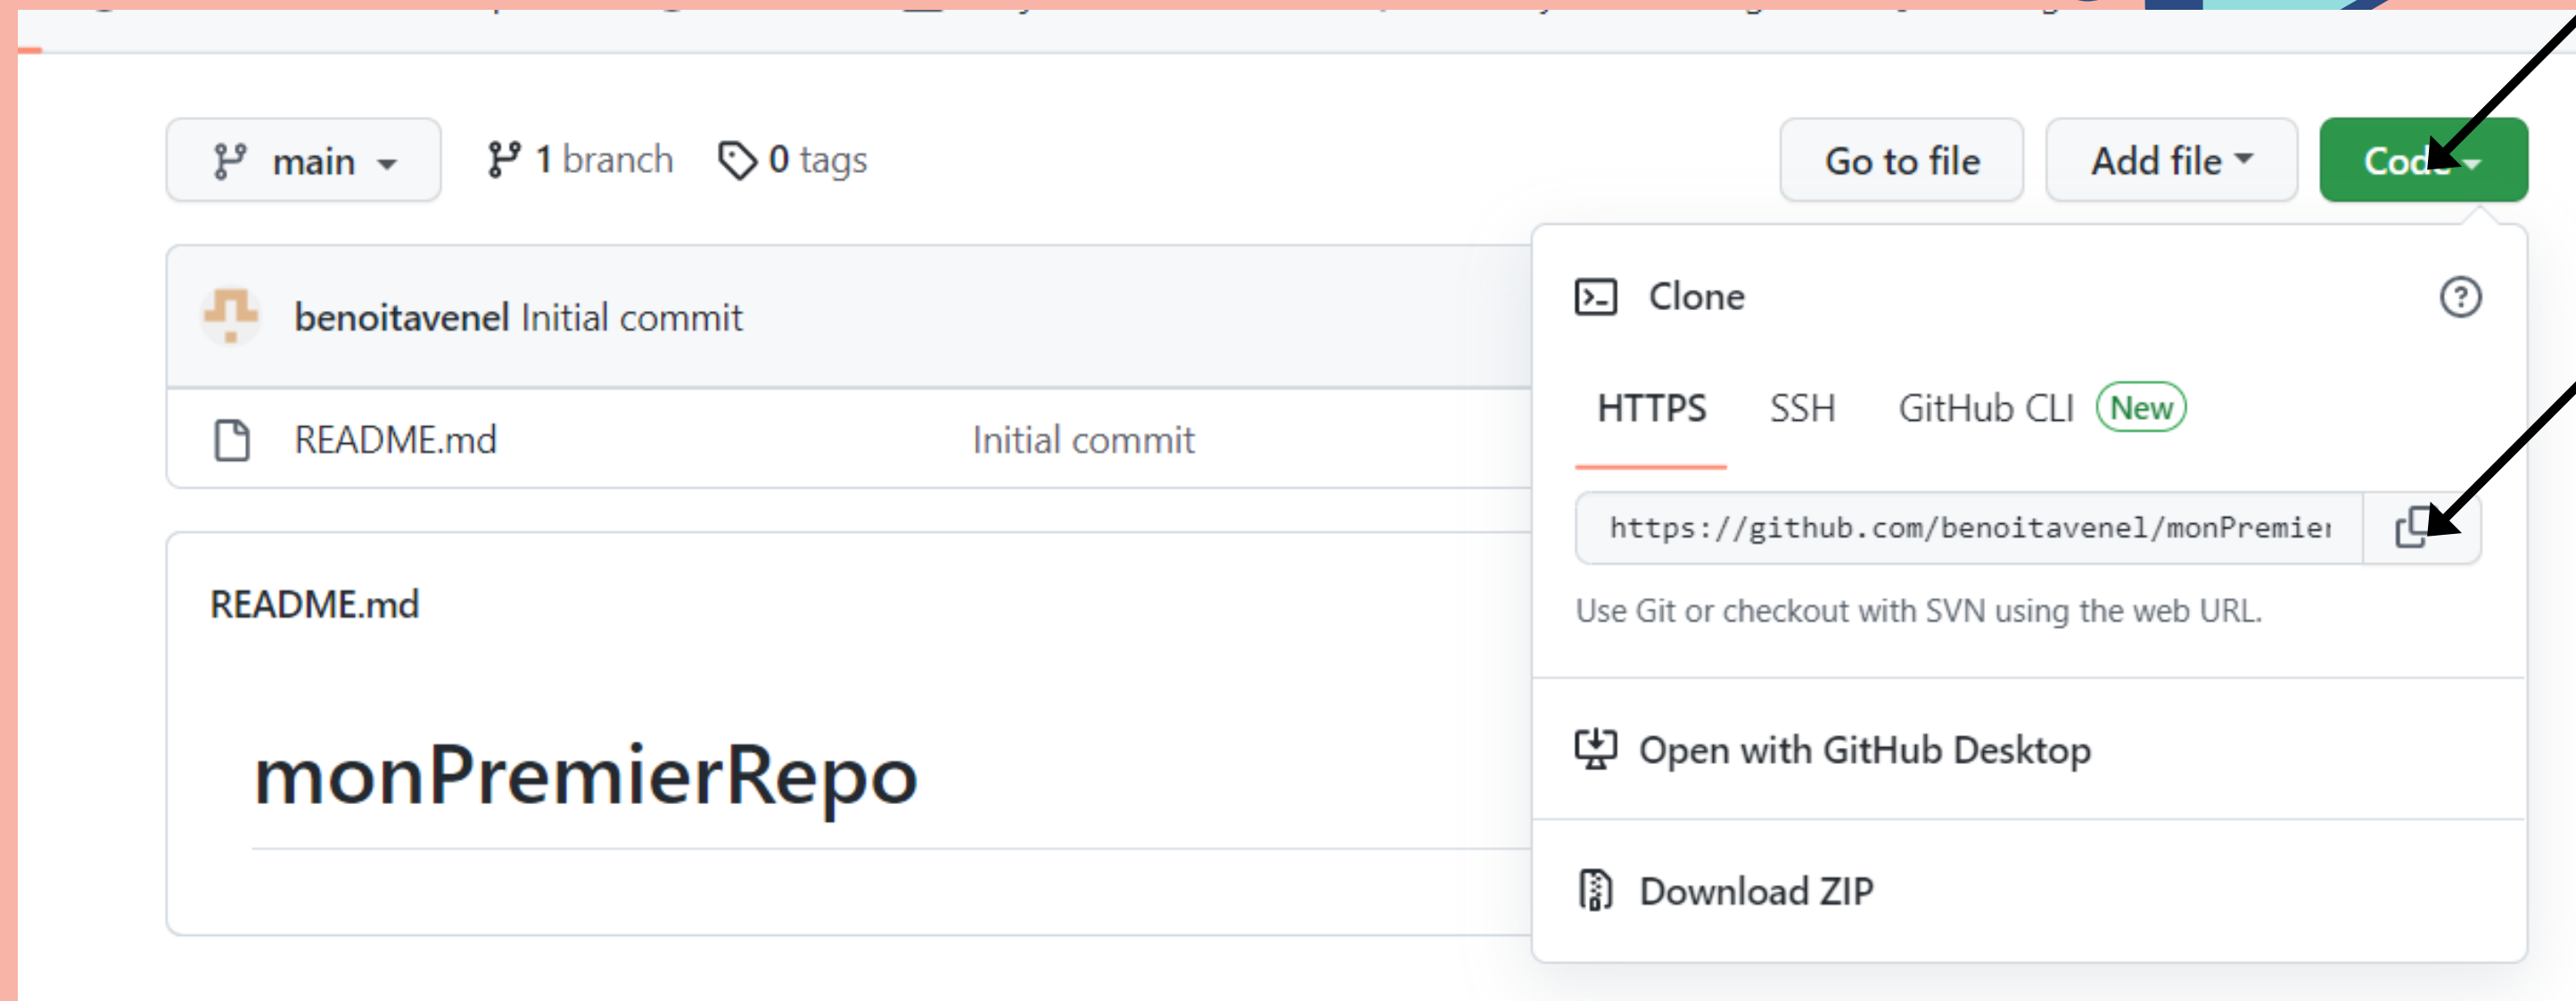 main 1 branch 0 tags Go to file Add file Code
benoitavenel Initial commit
README.md Initial commit
README.md
monPremierRepo
Clone
HTTPS SSH GitHub CLI New
https://github.com/benoitavenel/monPremier
Use Git or checkout with SVN using the web URL.
Open with GitHub Desktop
Download ZIP